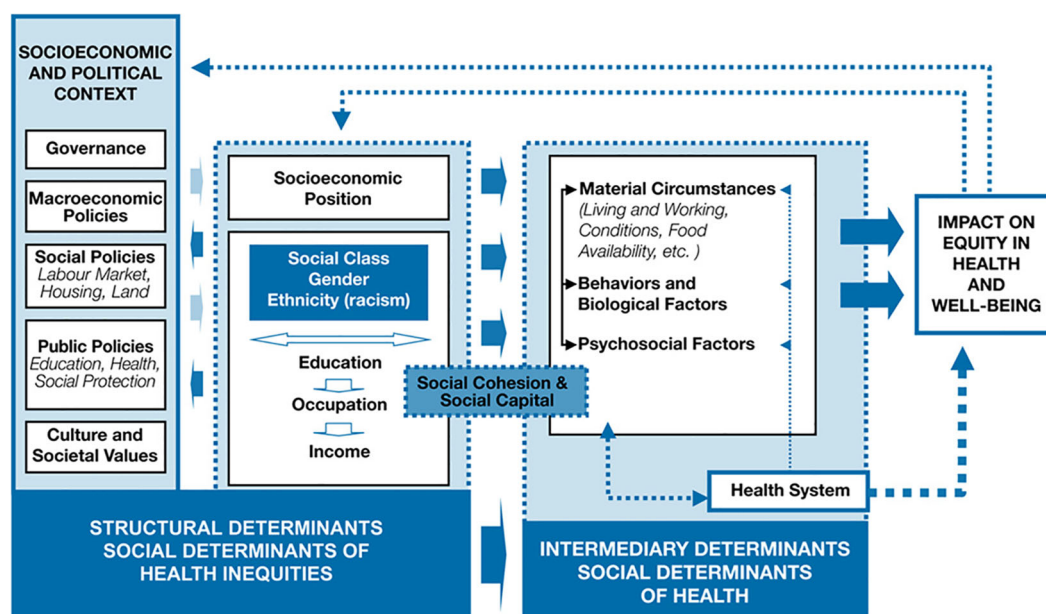 SOCIOECONOMIC
AND POLITICAL
CONTEXT
Governance
Macroeconomic
Policies
Social Policies
Labour Market,
Housing, Land
Public Policies
Education, Health,
Social Protection
Culture and
Societal Values
Socioeconomic
Position
Social Class
Gender
Ethnicity (racism)
Education
Occupation
Income
Social Cohesion &
Social Capital
Material Circumstances
(Living and Working,
Conditions, Food
Availability, etc. )
Behaviors and
Biological Factors
Psychosocial Factors
Health System
IMPACT ON
EQUITY IN
HEALTH
AND
WELL-BEING
STRUCTURAL DETERMINANTS
SOCIAL DETERMINANTS OF
HEALTH INEQUITIES
INTERMEDIARY DETERMINANTS
SOCIAL DETERMINANTS
OF HEALTH